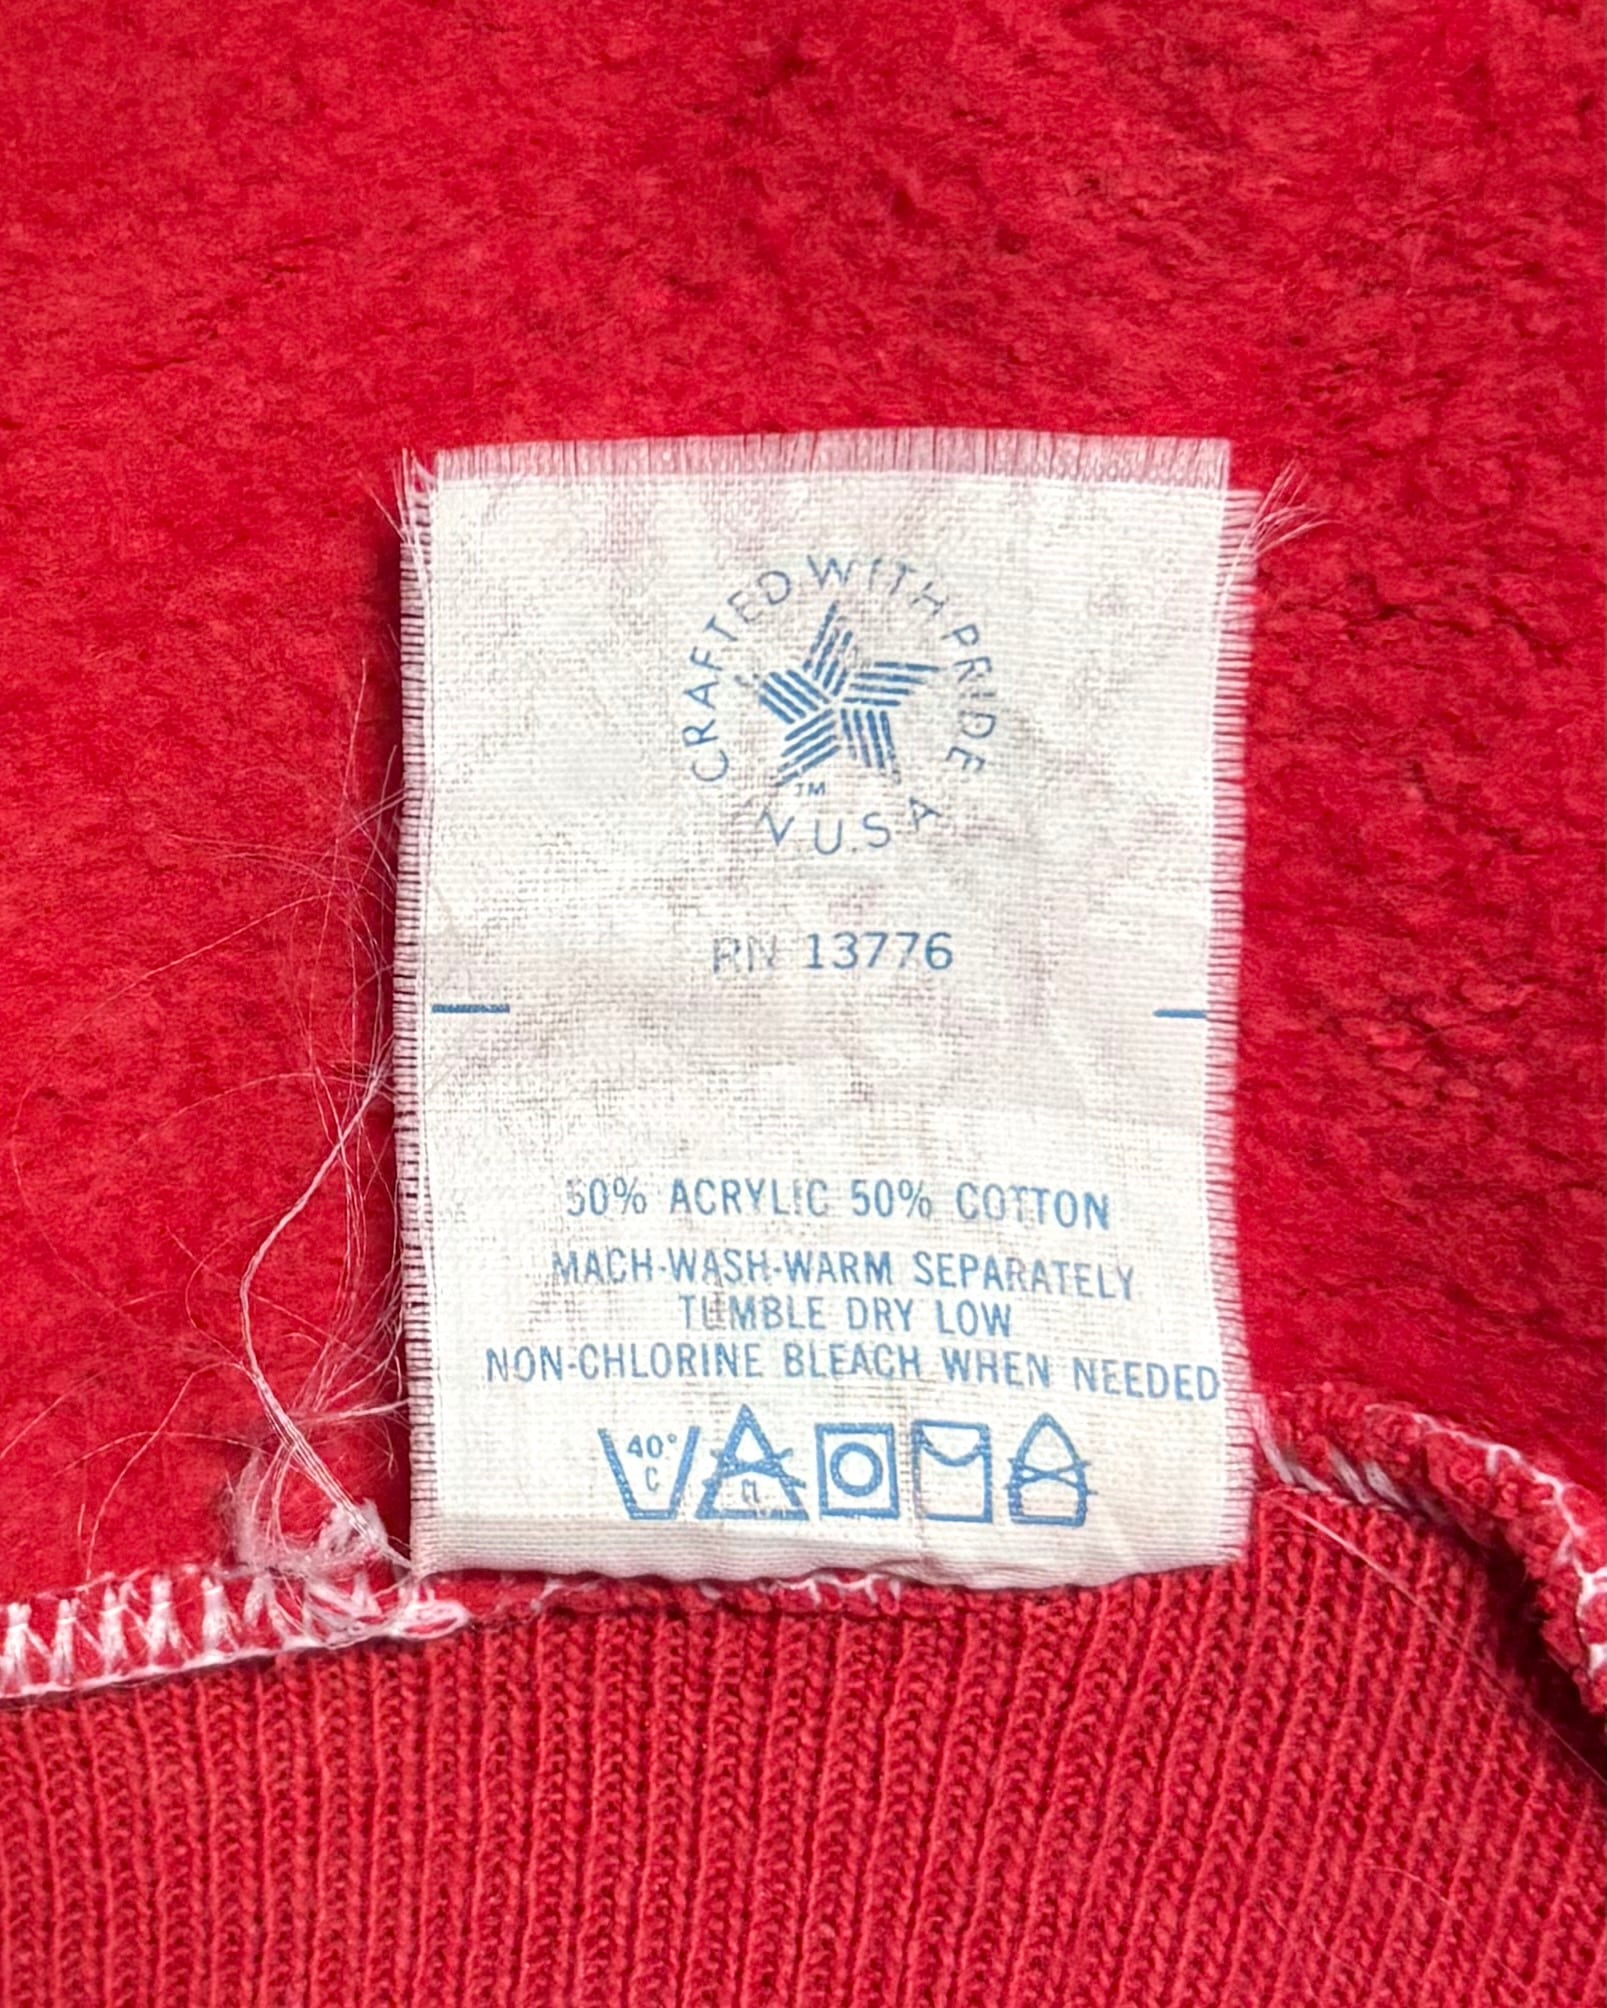 CRAFTED WITH PRIDE
IN U.S.A
TM
RN 13776
50% ACRYLIC 50% COTTON
MACH-WASH-WARM SEPARATELY
TUMBLE DRY LOW
NON-CHLORINE BLEACH WHEN NEEDED
40°
C
CL